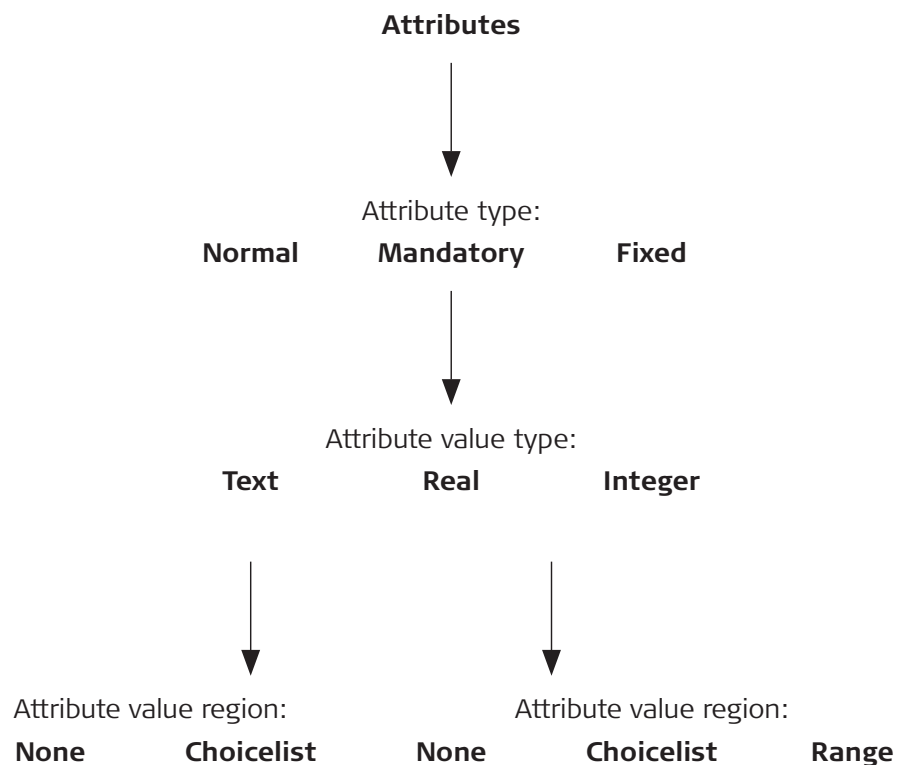 Attributes
Attribute type:
Normal Mandatory Fixed
Attribute value type:
Text Real Integer
Attribute value region: Attribute value region:
None Choicelist None Choicelist Range